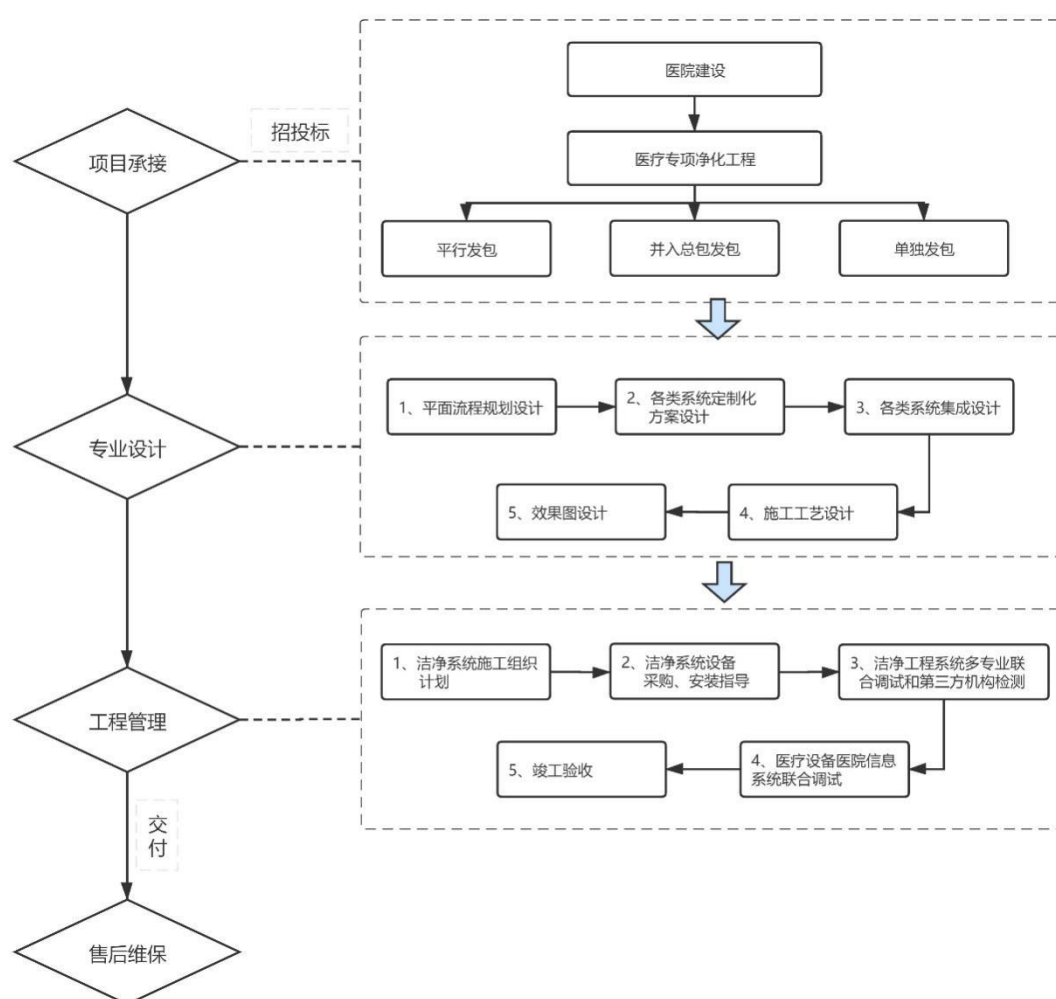 医院建设
招投标
项目承接
医疗专项净化工程
平行发包
并入总包发包
单独发包
1、平面流程规划设计
2、各类系统定制化
方案设计
3、各类系统集成设计
专业设计
5、效果图设计
4、施工工艺设计
1、洁净系统施工组织
计划
2、洁净系统设备
采购、安装指导
3、洁净工程系统多专业联
合调试和第三方机构检测
工程管理
5、竣工验收
4、医疗设备医院信息
系统联合调试
交
付
售后维保